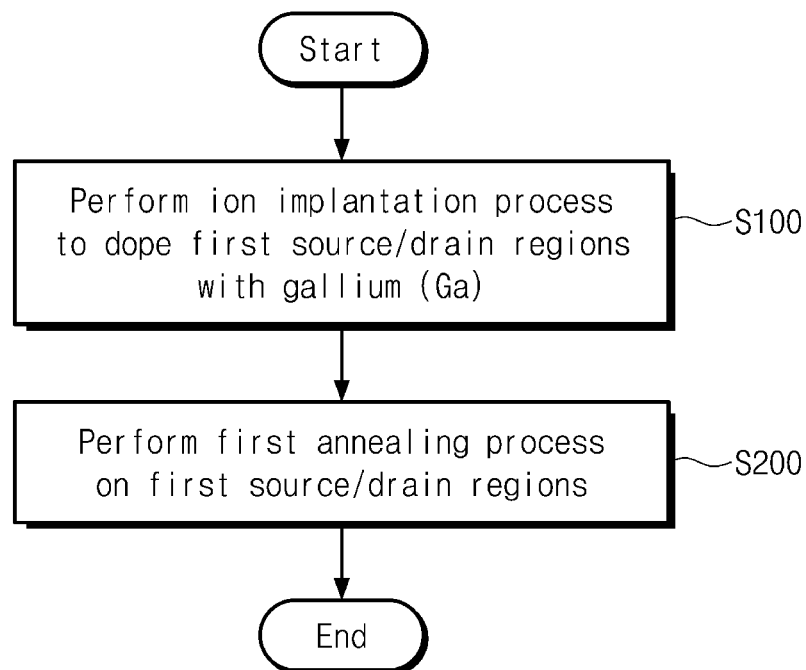 Start
Perform ion implantation process
to dope first source/drain regions
with gallium (Ga)
S100
Perform first annealing process
on first source/drain regions
S200
End